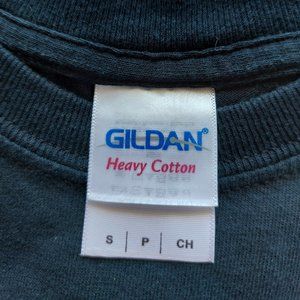 GILDAN®
Heavy Cotton
S | P | CH